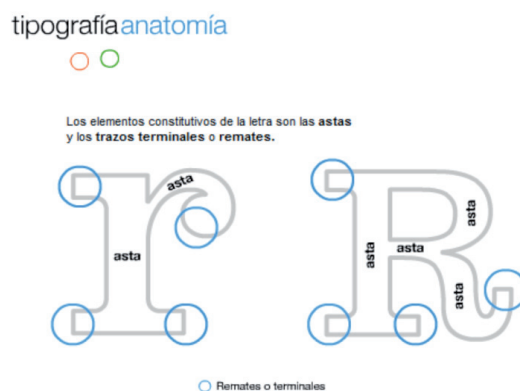 tipografía anatomía
Los elementos constitutivos de la letra son las astas
y los trazos terminales o remates.
asta
asta
asta
asta
asta
asta
Remates o terminales